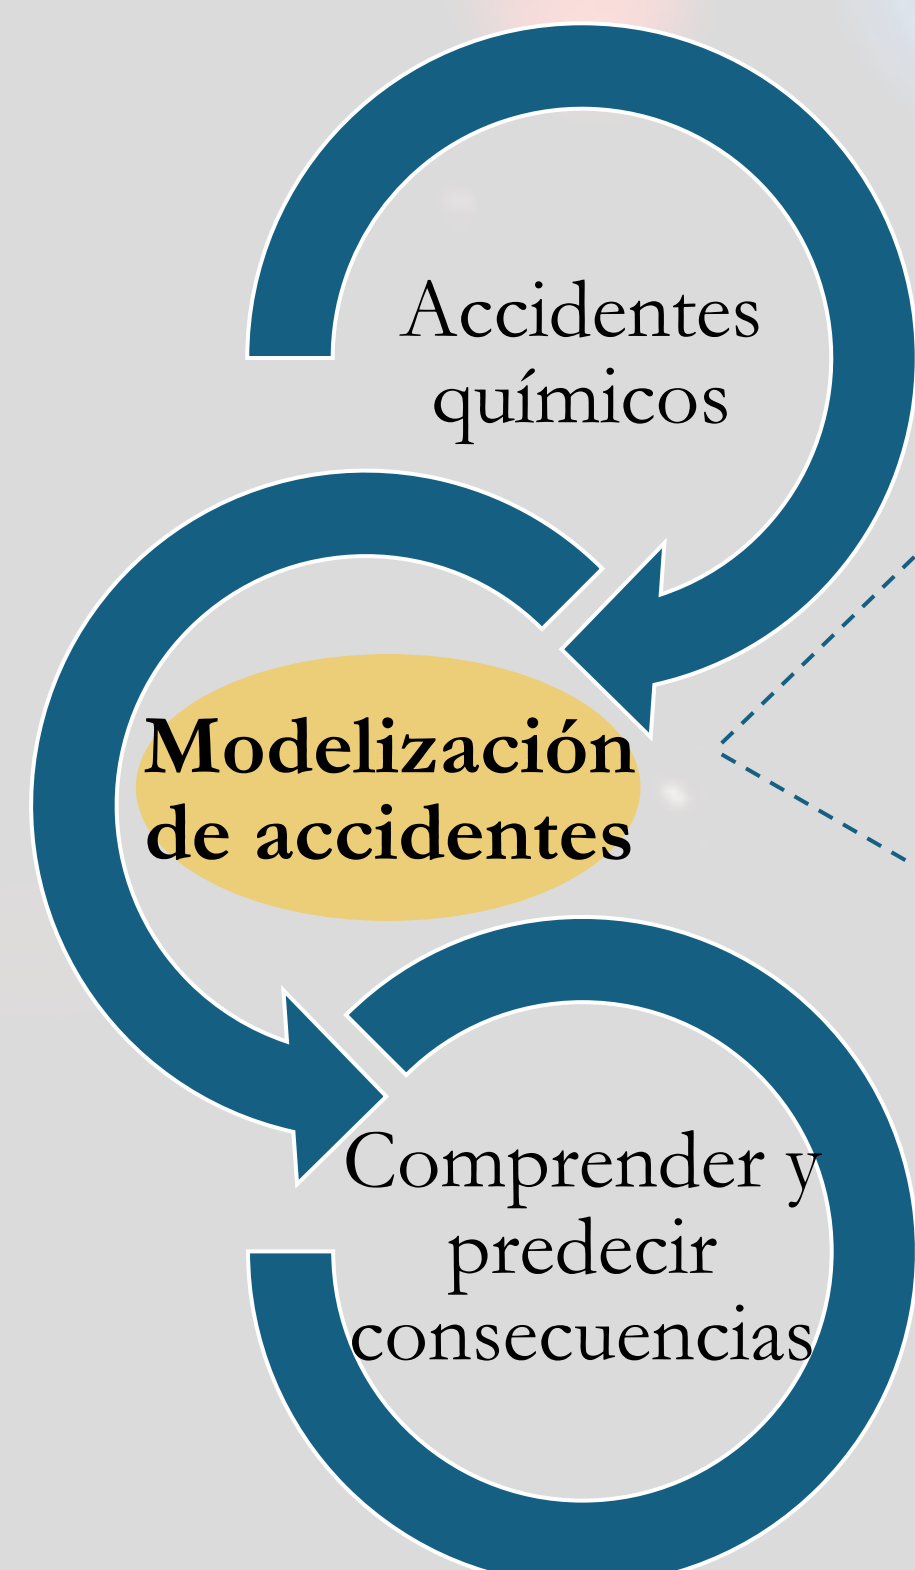 Accidentes
químicos
Modelización
de accidentes
Comprender y
predecir
consecuencias